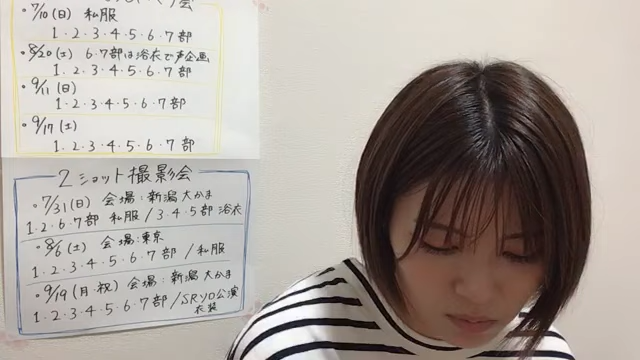 会
・7/10(日) 私服
1・2・3・4・5・6・7部
・8/20(土) 6・7部は浴衣で声企画
1・2・3・4・5・6・7部
・9/11(日)
1・2・3・4・5・6・7部
・9/17(土)
1・2・3・4・5・6・7部
2ショット撮影会
・7/31(日) 会場:新潟 大かま
1・2・6・7部 私服/3・4・5部 浴衣
・8/6(土) 会場:東京
1・2・3・4・5・6・7部/私服
・9/19(月・祝) 会場:新潟 大かま
1・2・3・4・5・6・7部/SRYO公演
衣装